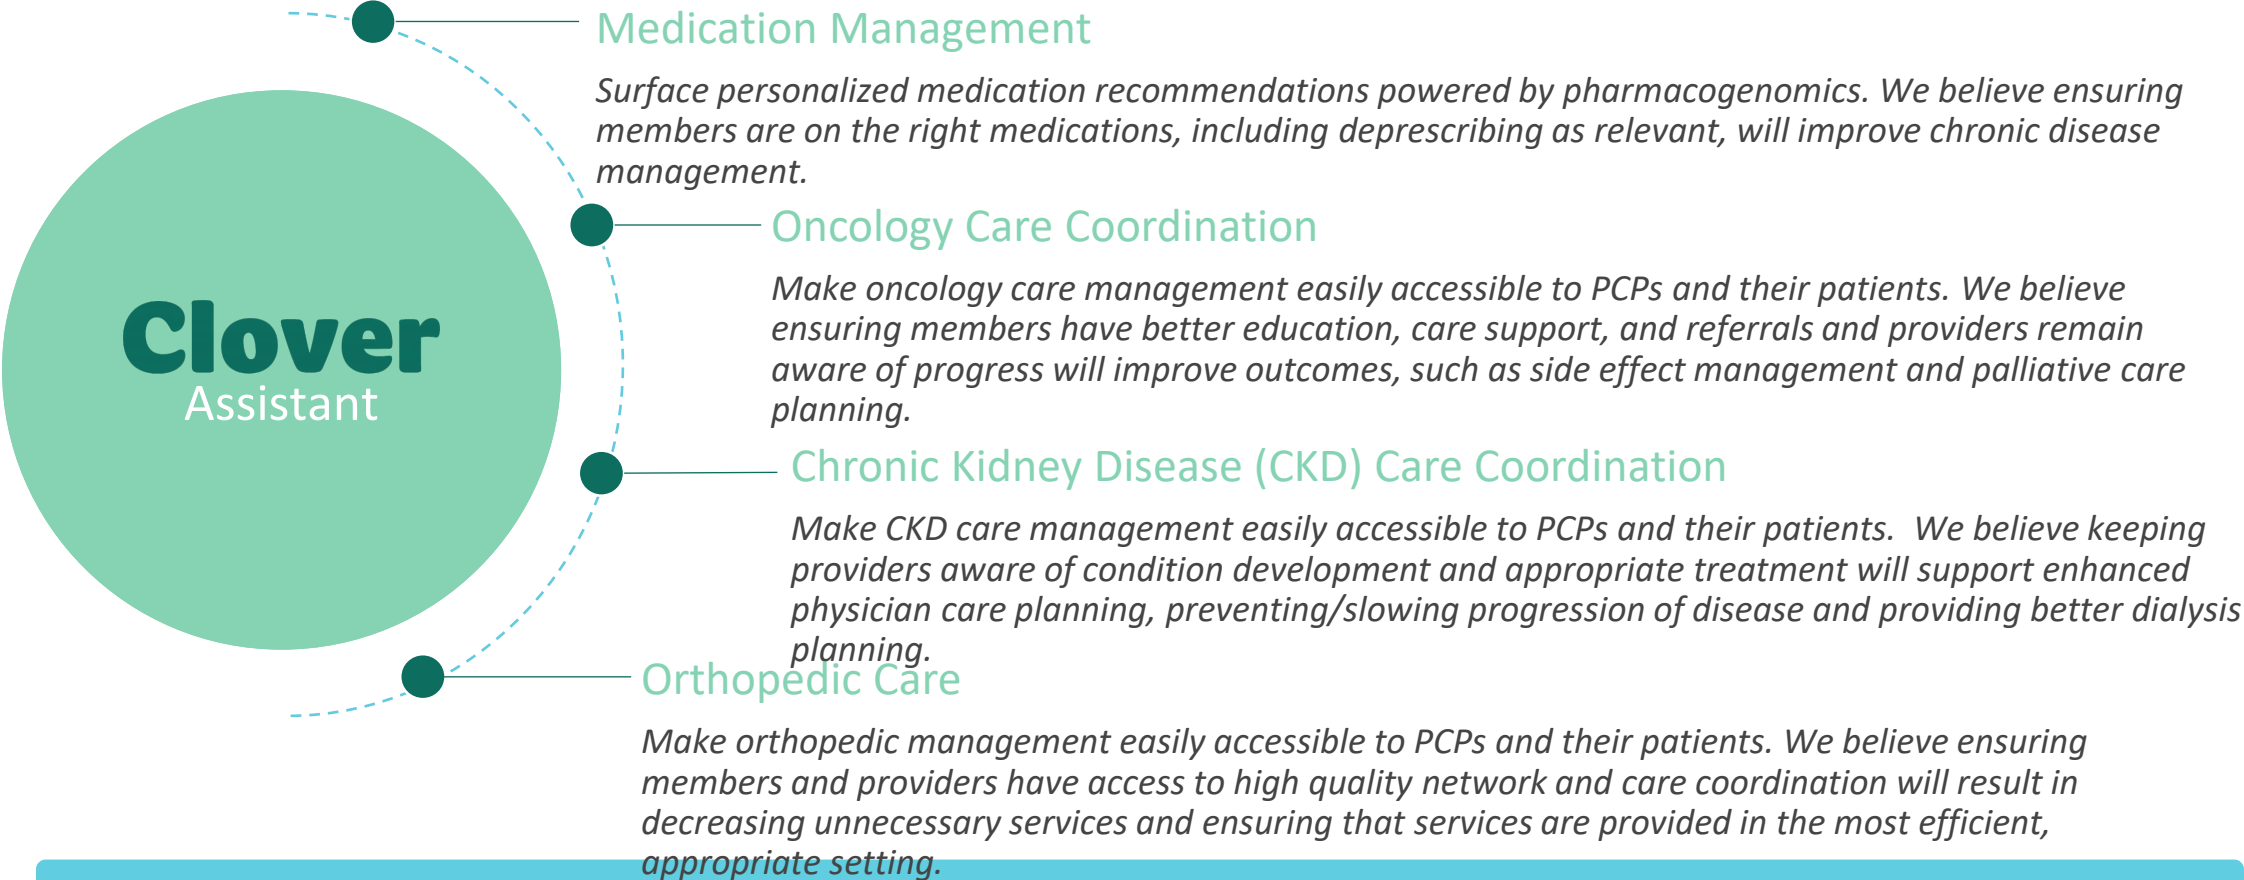 Medication Management
Surface personalized medication recommendations powered by pharmacogenomics. We believe ensuring
members are on the right medications, including deprescribing as relevant, will improve chronic disease
management.
Oncology Care Coordination
Make oncology care management easily accessible to PCPs and their patients. We believe
ensuring members have better education, care support, and referrals and providers remain
aware of progress will improve outcomes, such as side effect management and palliative care
planning.
Clover
Assistant
Chronic Kidney Disease (CKD) Care Coordination
Make CKD care management easily accessible to PCPs and their patients.  We believe keeping
providers aware of condition development and appropriate treatment will support enhanced
physician care planning, preventing/slowing progression of disease and providing better dialysis
planning.
Orthopedic Care
Make orthopedic management easily accessible to PCPs and their patients. We believe ensuring
members and providers have access to high quality network and care coordination will result in
decreasing unnecessary services and ensuring that services are provided in the most efficient,
appropriate setting.